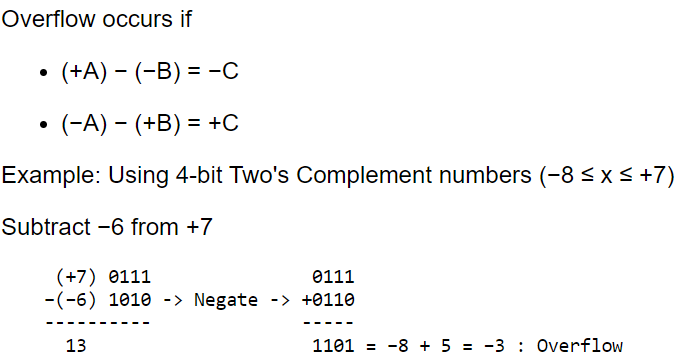 Overflow occurs if
• (+A) − (−B) = −C
• (−A) − (+B) = +C
Example: Using 4-bit Two's Complement numbers (−8 ≤ x ≤ +7)
Subtract −6 from +7
(+7) 0111                0111
-(-6) 1010 -> Negate -> +0110
----------              -----
13                    1101 = -8 + 5 = -3 : Overflow